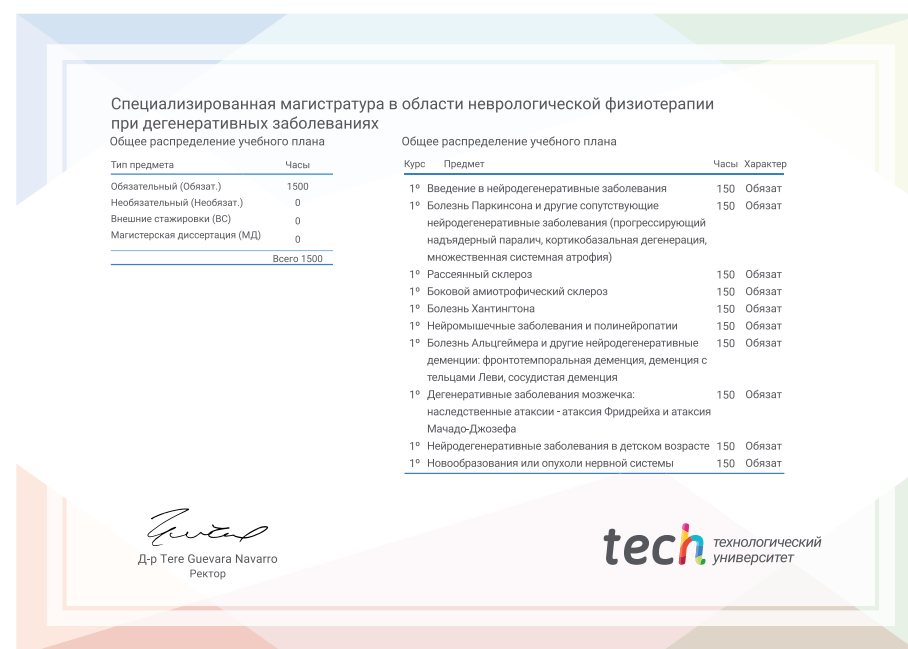 Специализированная магистратура в области неврологической физиотерапии
при дегенеративных заболеваниях
Общее распределение учебного плана
Тип предмета Часы
Обязательный (Обязат.) 1500
Необязательный (Необязат.) 0
Внешние стажировки (ВС) 0
Магистерская диссертация (МД) 0
Всего 1500
Общее распределение учебного плана
Курс Предмет Часы Характер
1º Введение в нейродегенеративные заболевания 150 Обязат
1º Болезнь Паркинсона и другие сопутствующие 150 Обязат
нейродегенеративные заболевания (прогрессирующий
надъядерный паралич, кортикобазальная дегенерация,
множественная системная атрофия)
1º Рассеянный склероз 150 Обязат
1º Боковой амиотрофический склероз 150 Обязат
1º Болезнь Хантингтона 150 Обязат
1º Нейромышечные заболевания и полинейропатии 150 Обязат
1º Болезнь Альцгеймера и другие нейродегенеративные 150 Обязат
деменции: фронтотемпоральная деменция, деменция с
тельцами Леви, сосудистая деменция
1º Дегенеративные заболевания мозжечка: 150 Обязат
наследственные атаксии - атаксия Фридрейха и атаксия
Мачадо-Джозефа
1º Нейродегенеративные заболевания в детском возрасте 150 Обязат
1º Новообразования или опухоли нервной системы 150 Обязат
Д-р Tere Guevara Navarro
Ректор
tech технологический
университет